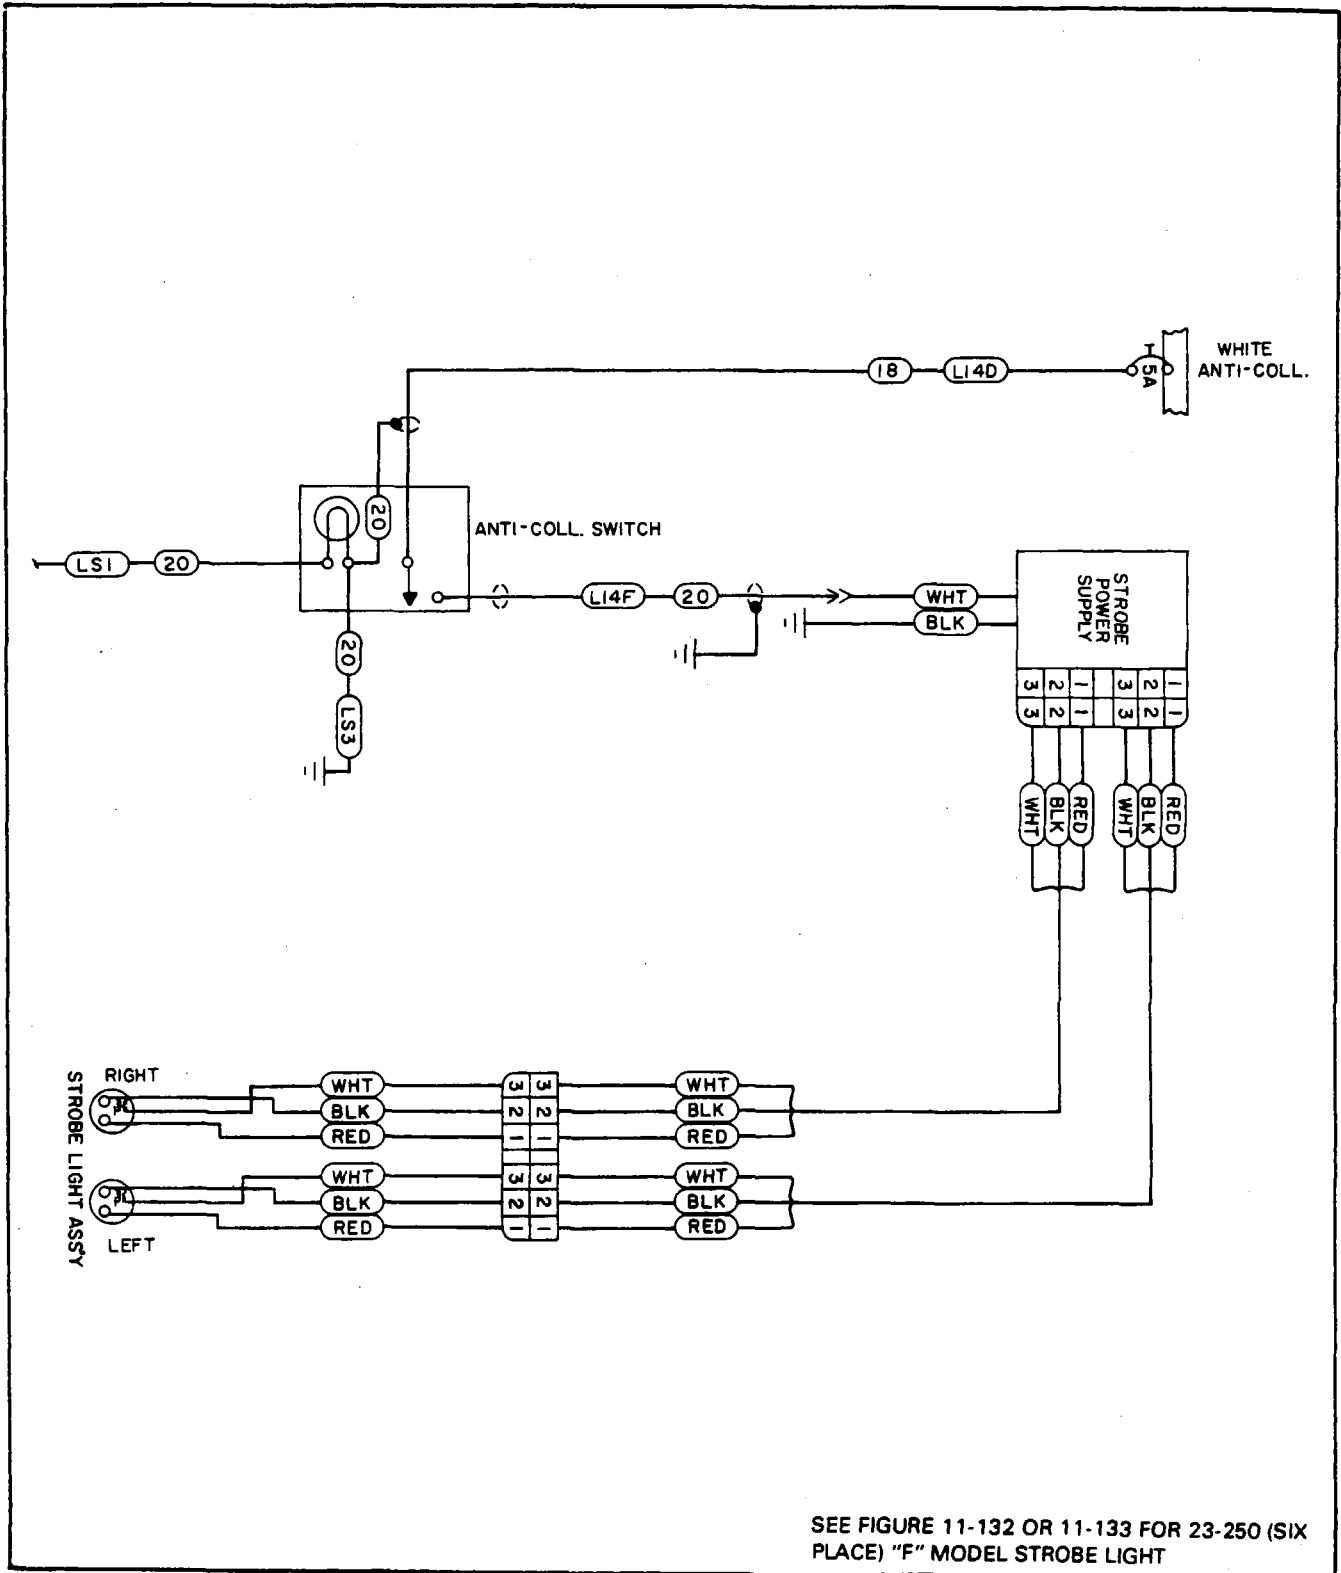 WHITE
ANTI-COLL.
5A
18 L14D
20
ANTI-COLL. SWITCH
LS1 20
L14F 20
WHT
BLK
STROBE
POWER
SUPPLY
20
LS3
3 2 1 3 2 1
3 2 1 3 2 1
WHT BLK RED WHT BLK RED
STROBE LIGHT ASS'Y
RIGHT
WHT 3 3 WHT
BLK 2 2 BLK
RED 1 1 RED
WHT 3 3 WHT
BLK 2 2 BLK
RED 1 1 RED
LEFT
SEE FIGURE 11-132 OR 11-133 FOR 23-250 (SIX
PLACE) "F" MODEL STROBE LIGHT